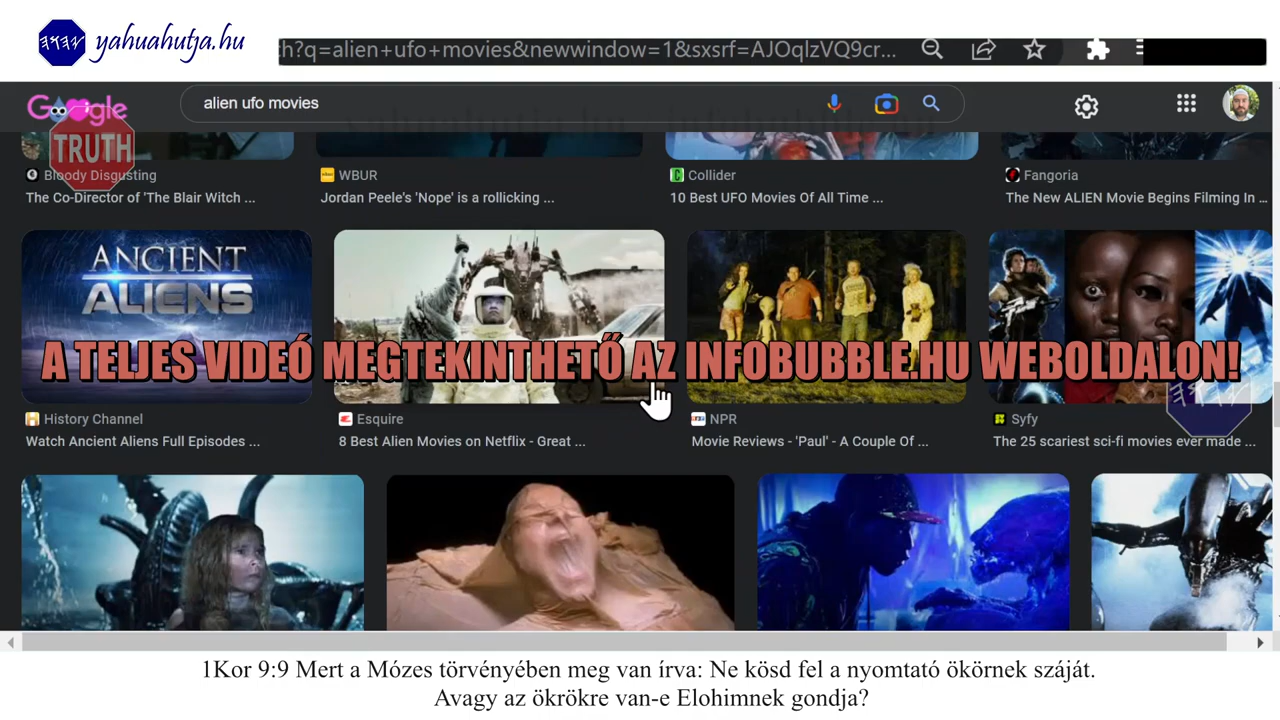 yahuahutja.hu
ch?q=alien+ufo+movies&newwindow=1&sxsrf=AJOqlzVQ9cr...
Google
alien ufo movies
TRUTH
Bloody Disgusting
The Co-Director of 'The Blair Witch ...
WBUR
Jordan Peele's 'Nope' is a rollicking ...
Collider
10 Best UFO Movies Of All Time ...
Fangoria
The New ALIEN Movie Begins Filming In ...
ANCIENT
ALIENS
A TELJES VIDEÓ MEGTEKINTHETŐ AZ INFOBUBBLE.HU WEBOLDALON!
History Channel
Watch Ancient Aliens Full Episodes ...
Esquire
8 Best Alien Movies on Netflix - Great ...
NPR
Movie Reviews - 'Paul' - A Couple Of ...
Syfy
The 25 scariest sci-fi movies ever made ...
1Kor 9:9 Mert a Mózes törvényében meg van írva: Ne kösd fel a nyomtató ökörnek száját.
Avagy az ökrökre van-e Elohimnek gondja?